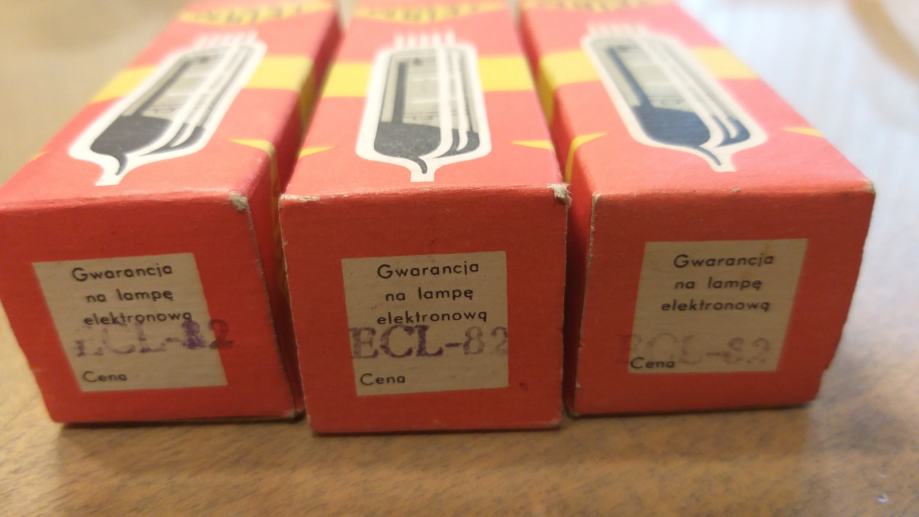 Gwarancja
na lampę
elektronową
ECL-82
Cena
Gwarancja
na lampę
elektronową
ECL-82
Cena
Gwarancja
na lampę
elektronową
ECL-82
Cena